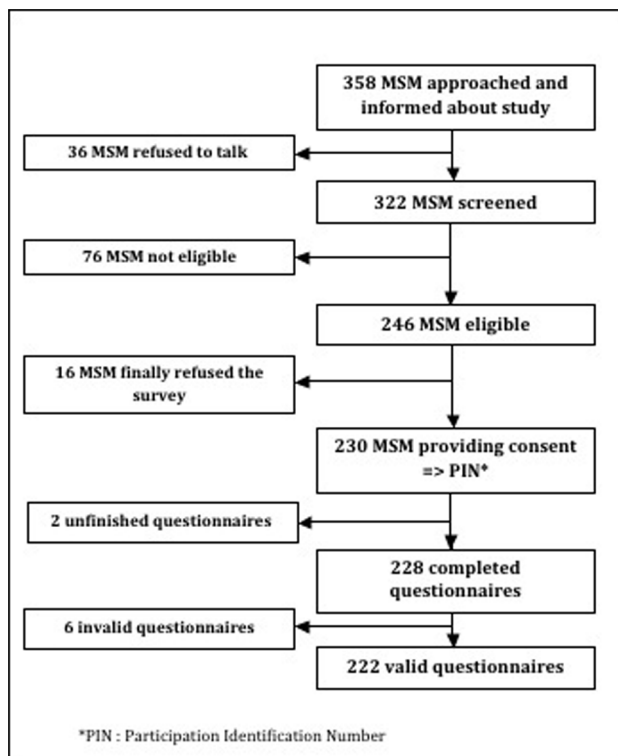 358 MSM approached and
informed about study
36 MSM refused to talk
322 MSM screened
76 MSM not eligible
246 MSM eligible
16 MSM finally refused the
survey
230 MSM providing consent
=> PIN*
2 unfinished questionnaires
228 completed
questionnaires
6 invalid questionnaires
222 valid questionnaires
*PIN : Participation Identification Number